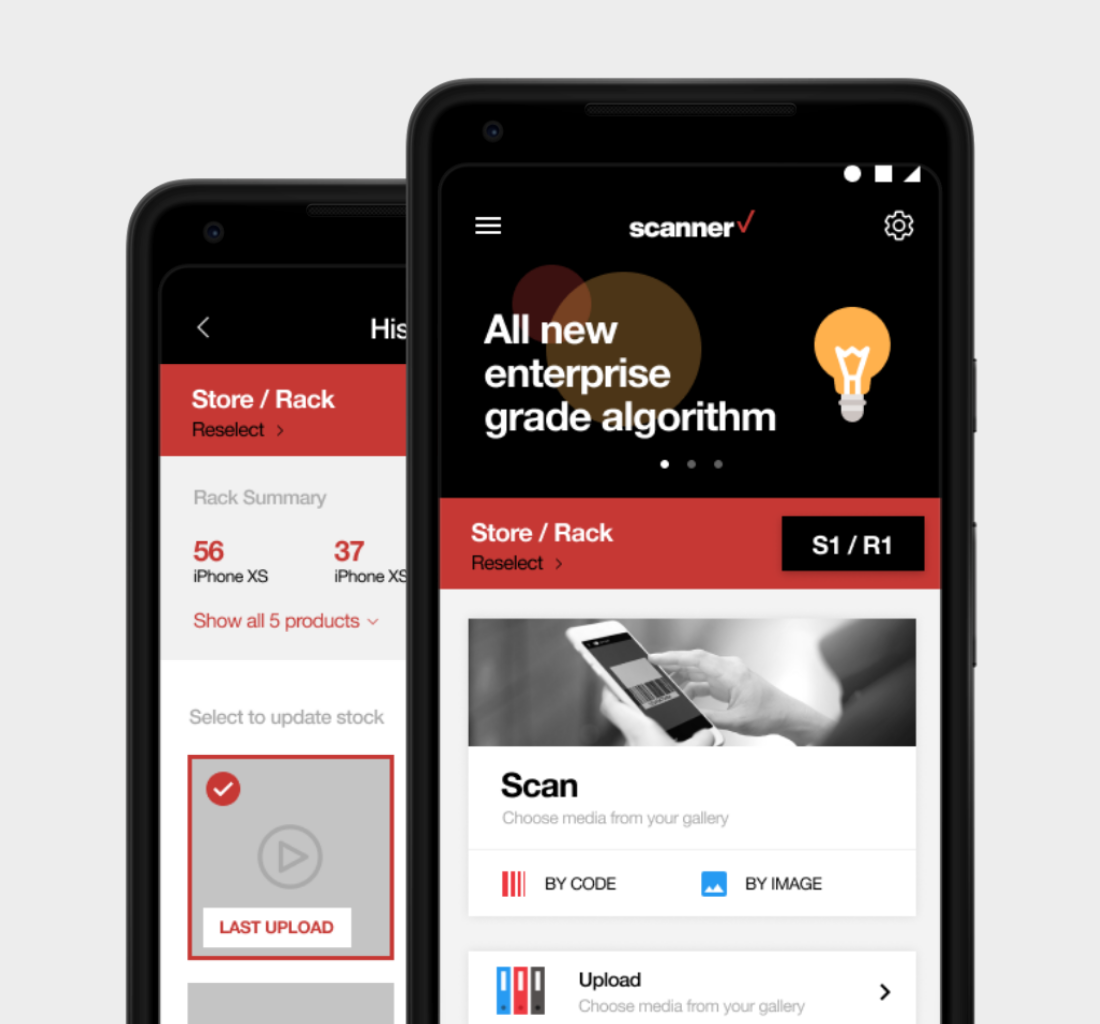 His
Store / Rack
Reselect
Rack Summary
56
37
iPhone XS
iPhone XS
Show all 5 products
Select to update stock
LAST UPLOAD
scanner
All new
enterprise
grade algorithm
Store / Rack
Reselect
S1 / R1
Scan
Choose media from your gallery
BY CODE
BY IMAGE
Upload
Choose media from your gallery